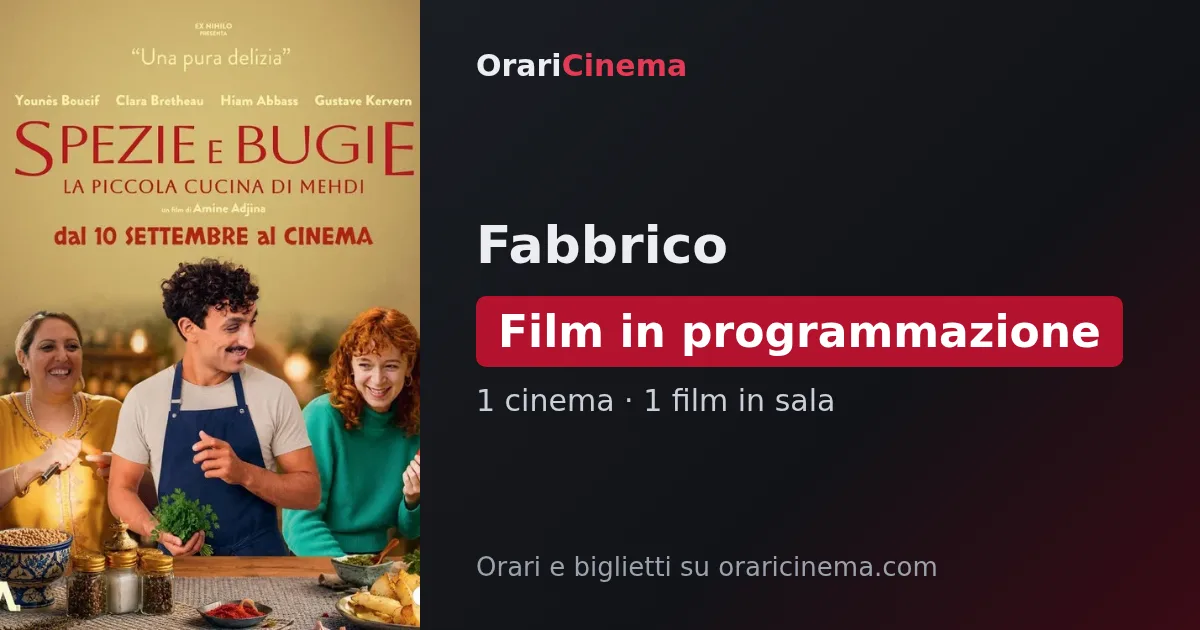 EX NIHILO
PRESENTA
“Una pura delizia”
Younès Boucif Clara Bretheau Hiam Abbass Gustave Kervern
SPEZIE E BUGIE
LA PICCOLA CUCINA DI MEHDI
un film di Amine Adjina
dal 10 SETTEMBRE al CINEMA
OrariCinema
Fabbrico
Film in programmazione
1 cinema · 1 film in sala
Orari e biglietti su oraricinema.com